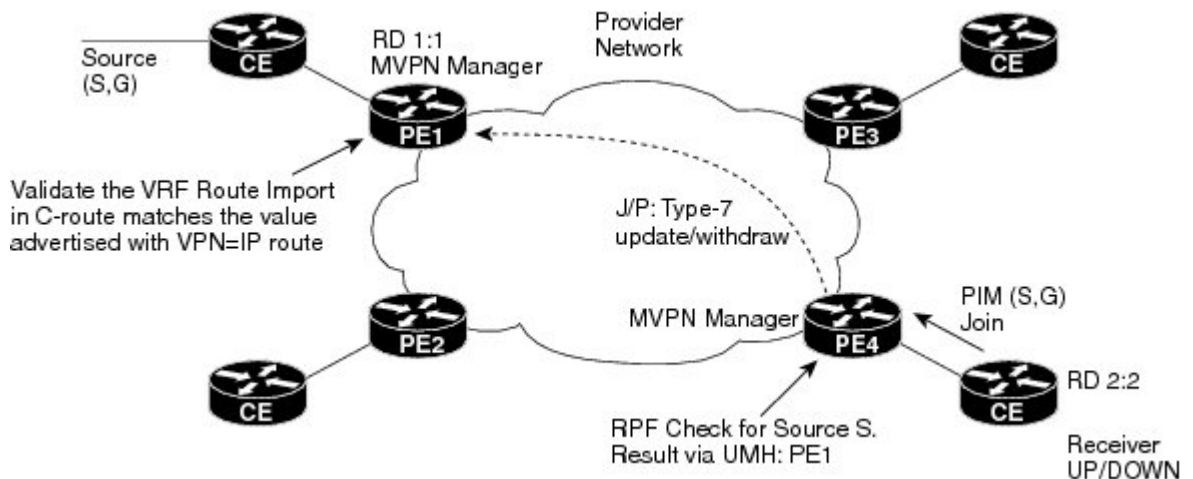 Source
(S,G)
CE
RD 1:1
MVPN Manager
PE1
Provider
Network
CE
PE3
Validate the VRF Route Import
in C-route matches the value
advertised with VPN=IP route
J/P: Type-7
update/withdraw
PE2
CE
MVPN Manager
PE4
PIM (S,G)
Join
CE
RD 2:2
RPF Check for Source S.
Result via UMH: PE1
Receiver
UP/DOWN